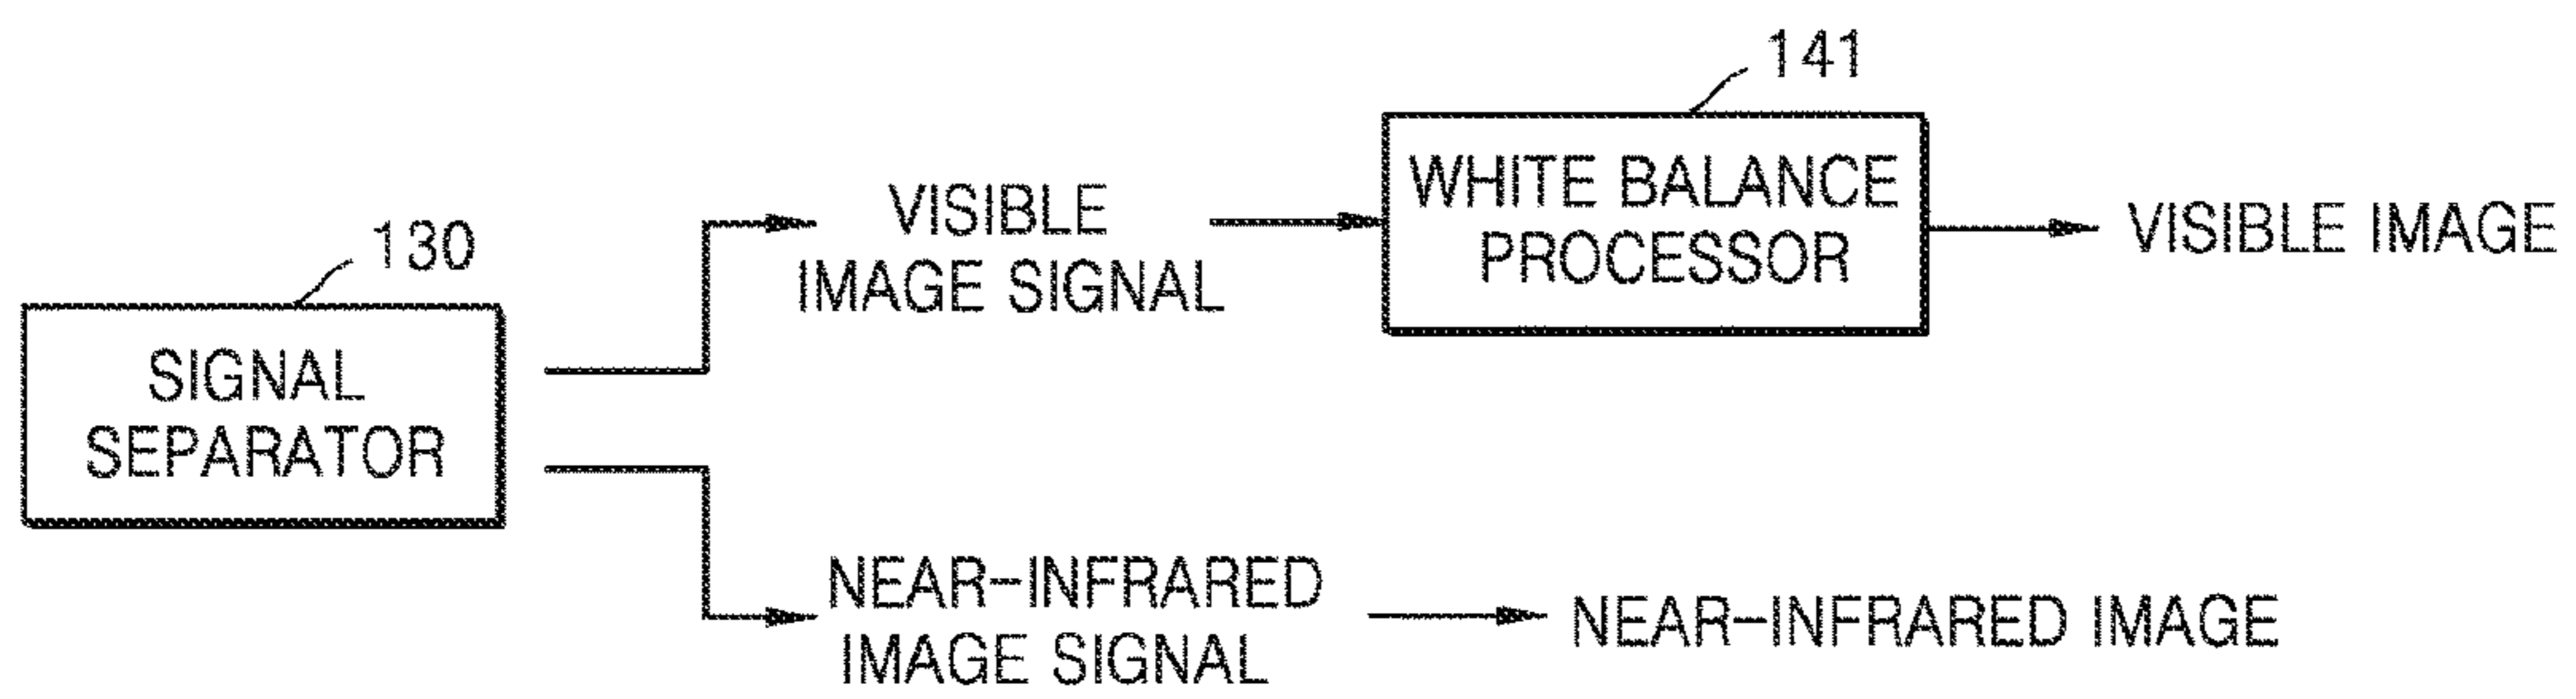 130
SIGNAL
SEPARATOR
VISIBLE
IMAGE SIGNAL
141
WHITE BALANCE
PROCESSOR
VISIBLE IMAGE
NEAR-INFRARED
IMAGE SIGNAL
NEAR-INFRARED IMAGE